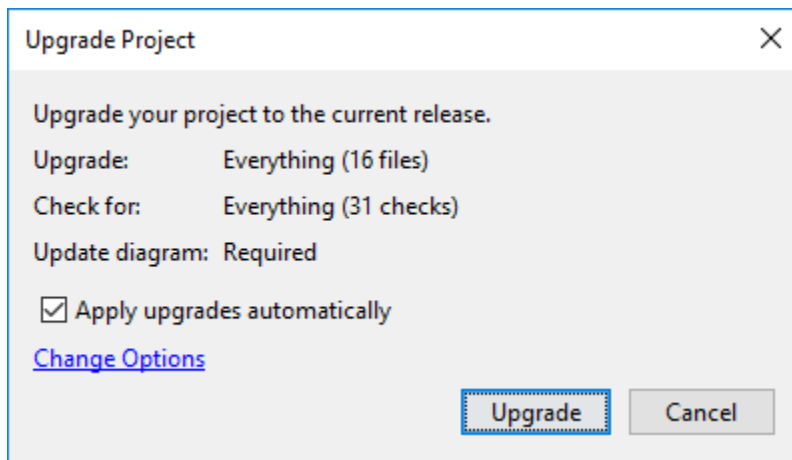 Upgrade Project
Upgrade your project to the current release.
Upgrade: Everything (16 files)
Check for: Everything (31 checks)
Update diagram: Required
Apply upgrades automatically
Change Options
Upgrade Cancel